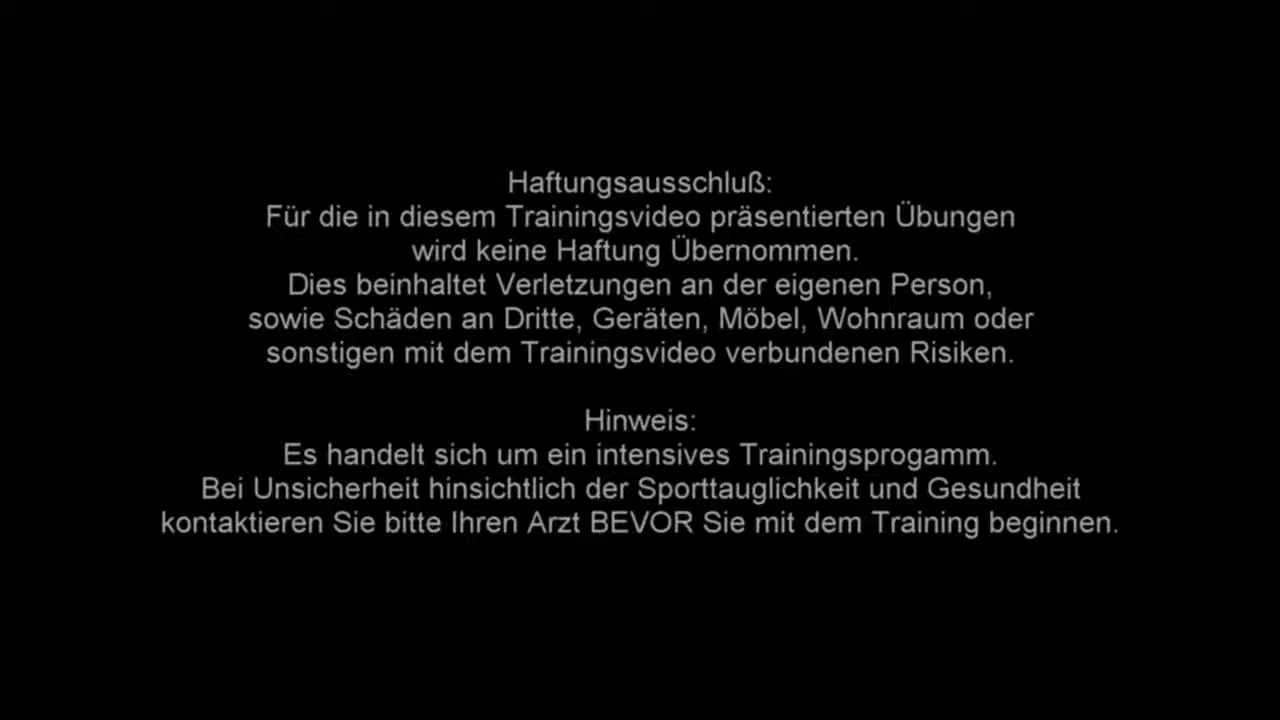 Haftungsausschluß:
Für die in diesem Trainingsvideo präsentierten Übungen
wird keine Haftung Übernommen.
Dies beinhaltet Verletzungen an der eigenen Person,
sowie Schäden an Dritte, Geräten, Möbel, Wohnraum oder
sonstigen mit dem Trainingsvideo verbundenen Risiken.
Hinweis:
Es handelt sich um ein intensives Trainingsprogamm.
Bei Unsicherheit hinsichtlich der Sporttauglichkeit und Gesundheit
kontaktieren Sie bitte Ihren Arzt BEVOR Sie mit dem Training beginnen.